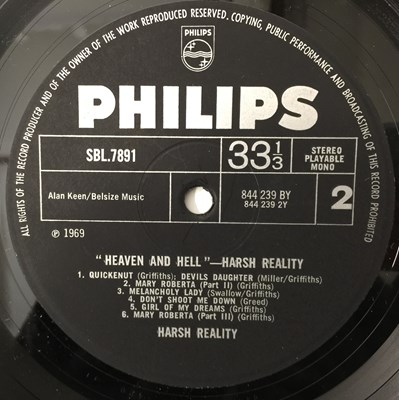 ALL RIGHTS OF THE RECORD PRODUCER AND OF THE OWNER OF THE WORK REPRODUCED RESERVED. COPYING, PUBLIC PERFORMANCE AND BROADCASTING OF THIS RECORD PROHIBITED
PHILIPS
PHILIPS
SBL.7891
33 1/3
STEREO
PLAYABLE
MONO
Alan Keen/Belsize Music
844 239 BY
844 239 2Y
2
℗ 1969
"HEAVEN AND HELL"—HARSH REALITY
1. QUICKENUT (Griffiths); DEVILS DAUGHTER (Miller/Griffiths)
2. MARY ROBERTA (Part II) (Griffiths)
3. MELANCHOLY LADY (Swallow/Griffiths)
4. DON'T SHOOT ME DOWN (Greed)
5. GIRL OF MY DREAMS (Griffiths)
6. MARY ROBERTA (Part III) (Griffiths)
HARSH REALITY